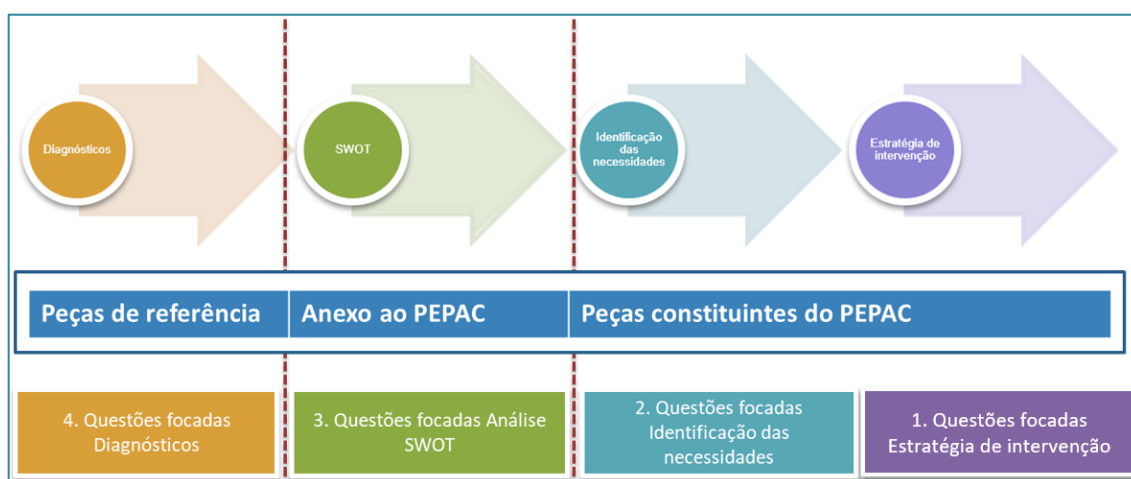 Diagnósticos
SWOT
Identificação
das
necessidades
Estratégia de
intervenção
Peças de referência
Anexo ao PEPAC
Peças constituintes do PEPAC
4. Questões focadas
Diagnósticos
3. Questões focadas Análise
SWOT
2. Questões focadas
Identificação das
necessidades
1. Questões focadas
Estratégia de intervenção